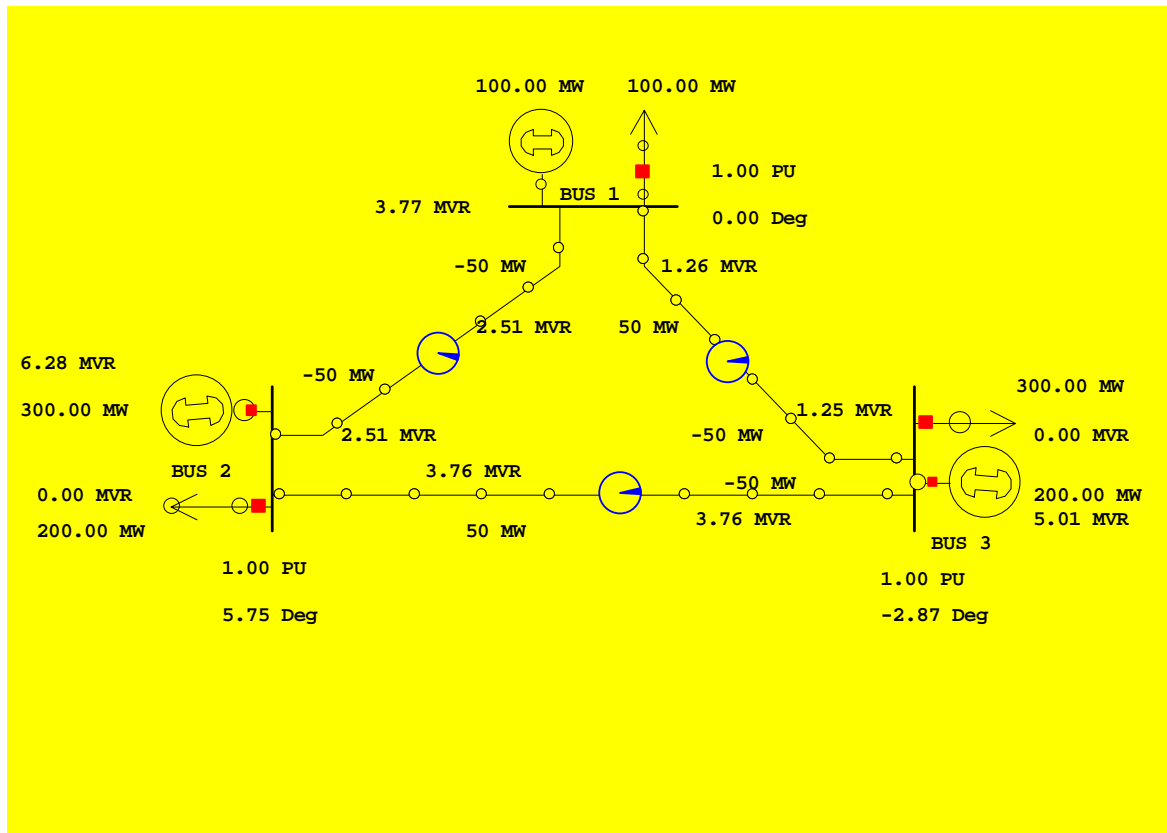 100.00 MW
100.00 MW
1.00 PU
BUS 1
3.77 MVR
0.00 Deg
-50 MW
1.26 MVR
2.51 MVR
50 MW
6.28 MVR
-50 MW
300.00 MW
300.00 MW
1.25 MVR
2.51 MVR
-50 MW
0.00 MVR
BUS 2
3.76 MVR
-50 MW
0.00 MVR
200.00 MW
3.76 MVR
5.01 MVR
200.00 MW
50 MW
BUS 3
1.00 PU
1.00 PU
5.75 Deg
-2.87 Deg